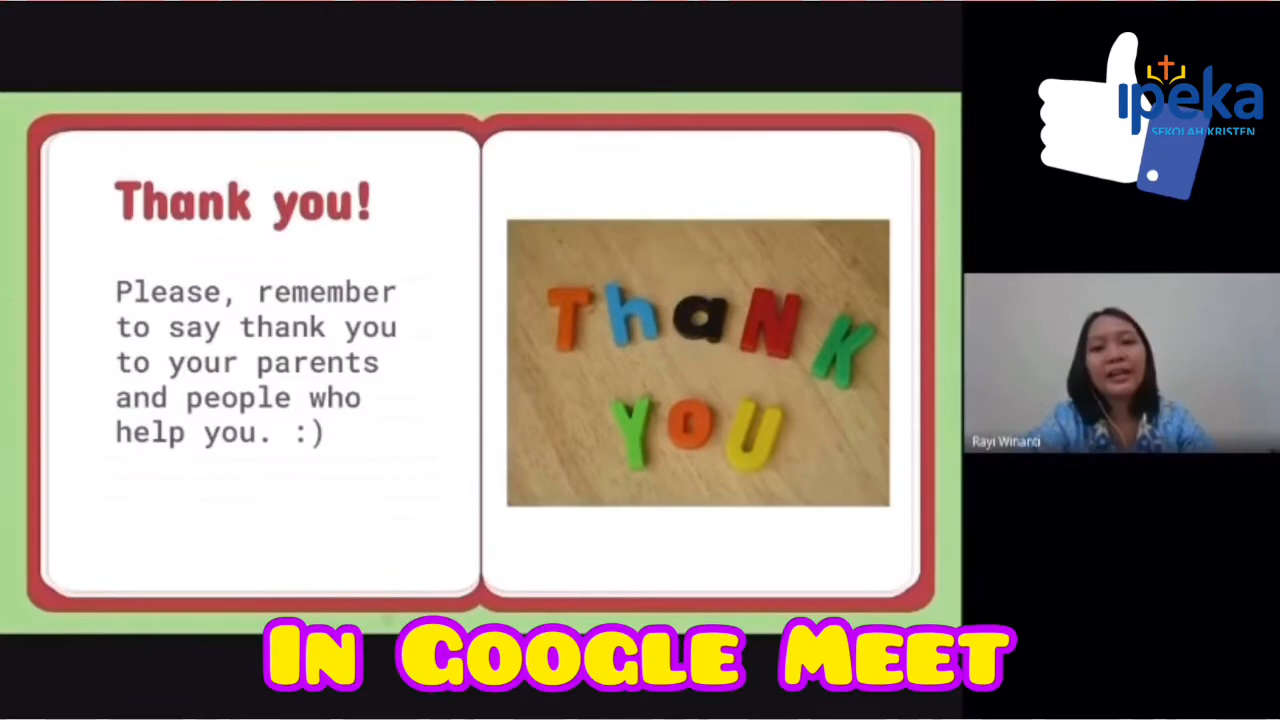 Thank you!
Please, remember
to say thank you
to your parents
and people who
help you. :)
ThaNK
YoU
ipeka
SEKOLAH KRISTEN
Rayi Winanti
IN GOOGLE MEET